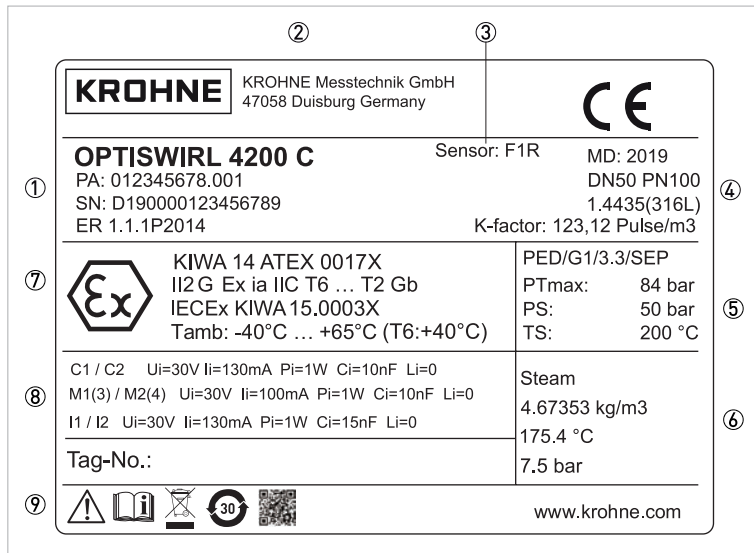 ② ③
KROHNE
KROHNE Messtechnik GmbH
47058 Duisburg Germany
CE
OPTISWIRL 4200 C
Sensor: F1R
MD: 2019
① PA: 012345678.001
DN50 PN100 ④
SN: D190000123456789
1.4435(316L)
ER 1.1.1P2014
K-factor: 123,12 Pulse/m3
⑦ Ex
KIWA 14 ATEX 0017X
II2 G Ex ia IIC T6 … T2 Gb
IECEx KIWA 15.0003X
Tamb: -40°C … +65°C (T6:+40°C)
PED/G1/3.3/SEP
PTmax: 84 bar
PS: 50 bar ⑤
TS: 200 °C
C1 / C2 Ui=30V Ii=130mA Pi=1W Ci=10nF Li=0
⑧ M1(3) / M2(4) Ui=30V Ii=100mA Pi=1W Ci=10nF Li=0
I1 / I2 Ui=30V Ii=130mA Pi=1W Ci=15nF Li=0
Steam
4.67353 kg/m3 ⑥
175.4 °C
7.5 bar
Tag-No.:
⑨ 30
www.krohne.com